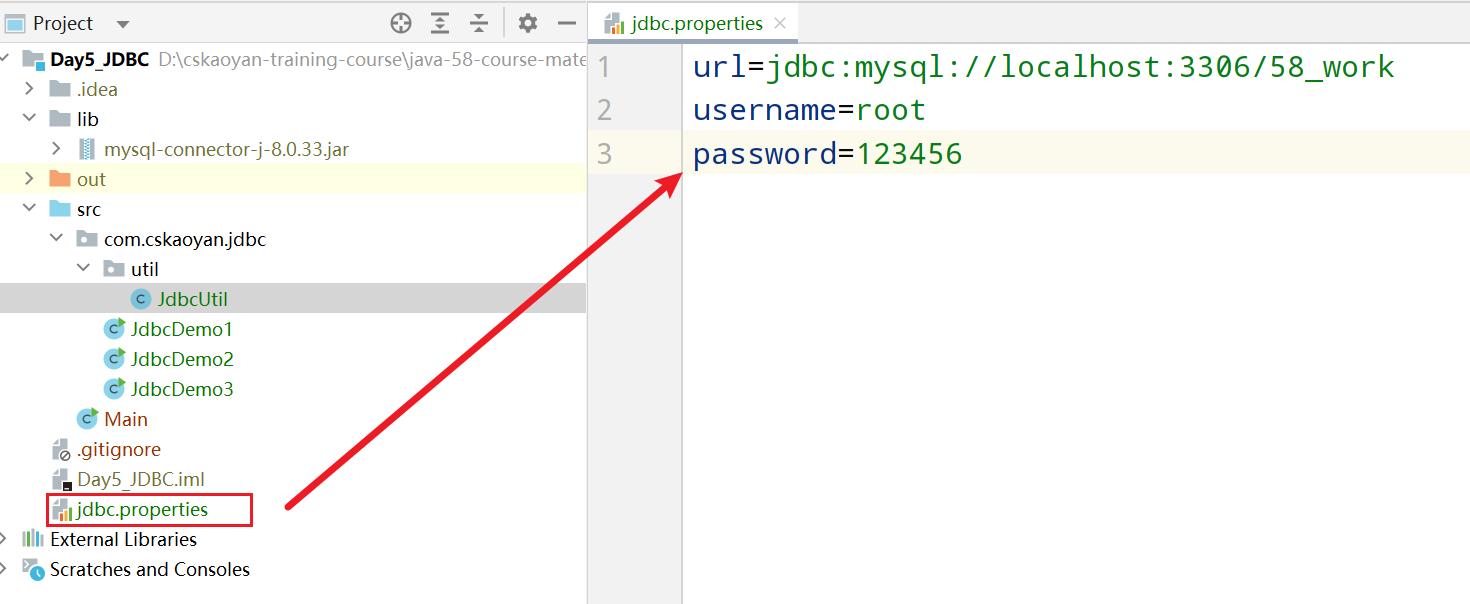 Project
Day5_JDBC D:\cskaoyan-training-course\java-58-course-mate
.idea
lib
mysql-connector-j-8.0.33.jar
out
src
com.cskaoyan.jdbc
util
JdbcUtil
JdbcDemo1
JdbcDemo2
JdbcDemo3
Main
.gitignore
Day5_JDBC.iml
jdbc.properties
External Libraries
Scratches and Consoles
jdbc.properties
1 url=jdbc:mysql://localhost:3306/58_work
2 username=root
3 password=123456